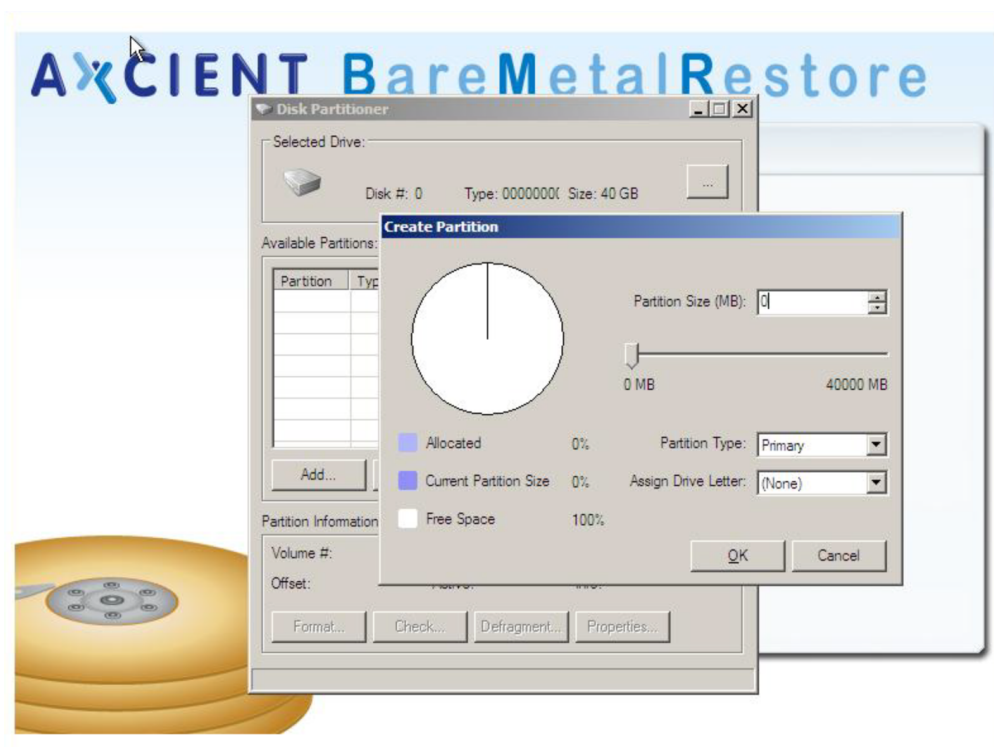 AXCIENT BareMetalRestore
Disk Partitioner
Selected Drive:
Disk #: 0 Type: 0000000( Size: 40 GB
...
Available Partitions:
Partition Typ
Add...
Partition Information
Volume #:
Offset:
Format... Check... Defragment... Properties...
Create Partition
Partition Size (MB): 0
0 MB 40000 MB
Allocated 0%
Current Partition Size 0%
Free Space 100%
Partition Type: Primary
Assign Drive Letter: (None)
OK Cancel